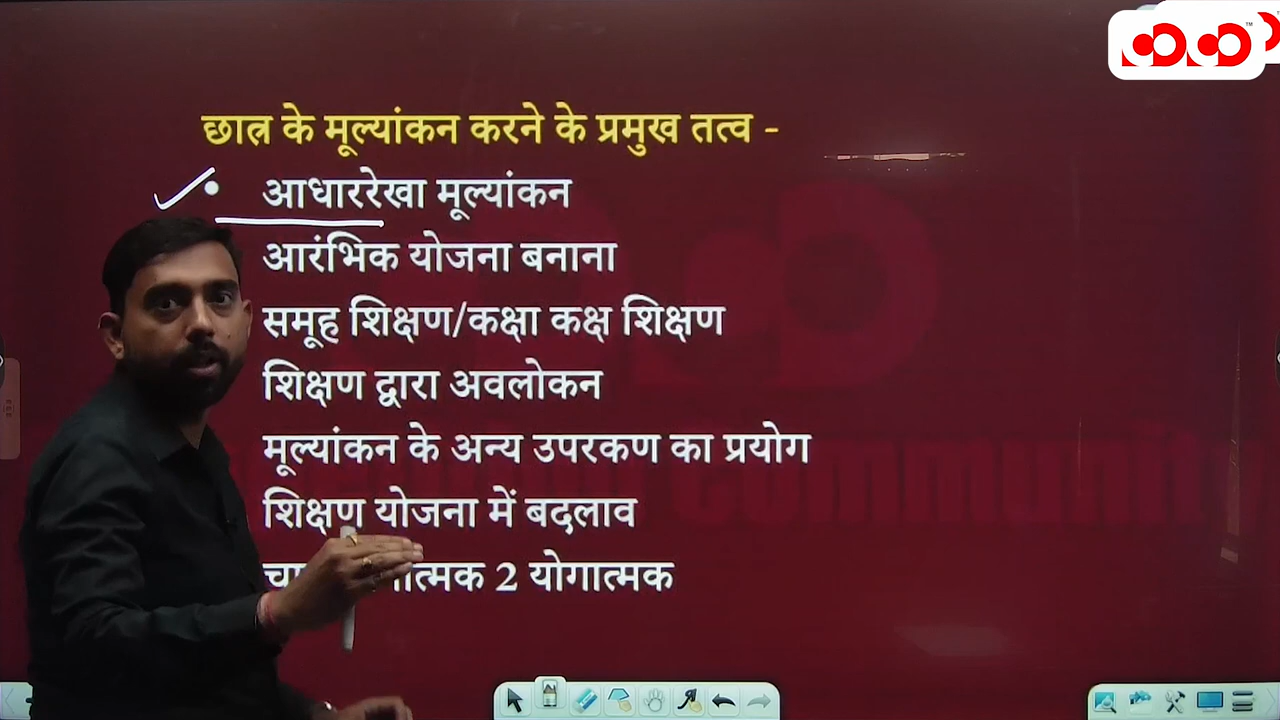 छात्र के मूल्यांकन करने के प्रमुख तत्व -
• आधाररेखा मूल्यांकन
आरंभिक योजना बनाना
समूह शिक्षण/कक्षा कक्ष शिक्षण
शिक्षण द्वारा अवलोकन
मूल्यांकन के अन्य उपरकण का प्रयोग
शिक्षण योजना में बदलाव
2 योगात्मक